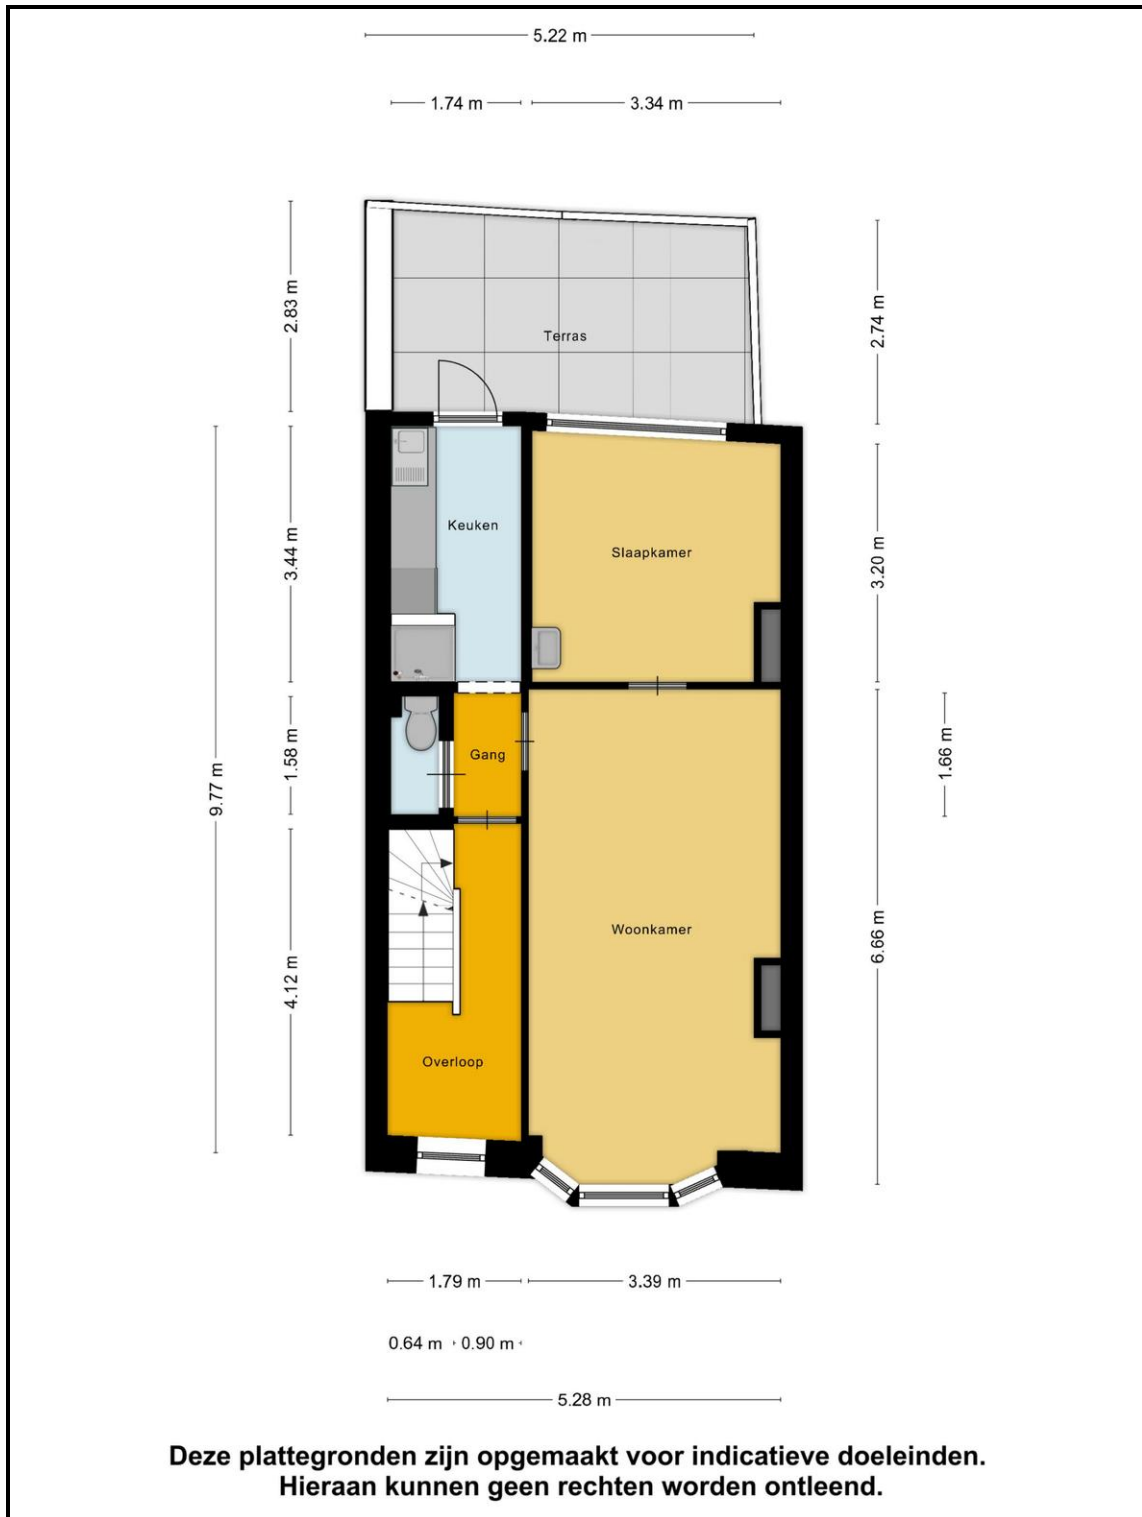 5.22 m
1.74 m
3.34 m
2.83 m
2.74 m
Terras
Keuken
Slaapkamer
3.44 m
3.20 m
Gang
1.58 m
1.66 m
9.77 m
Woonkamer
6.66 m
4.12 m
Overloop
1.79 m
3.39 m
0.64 m
0.90 m
5.28 m
Deze plattegronden zijn opgemaakt voor indicatieve doeleinden.
Hieraan kunnen geen rechten worden ontleend.